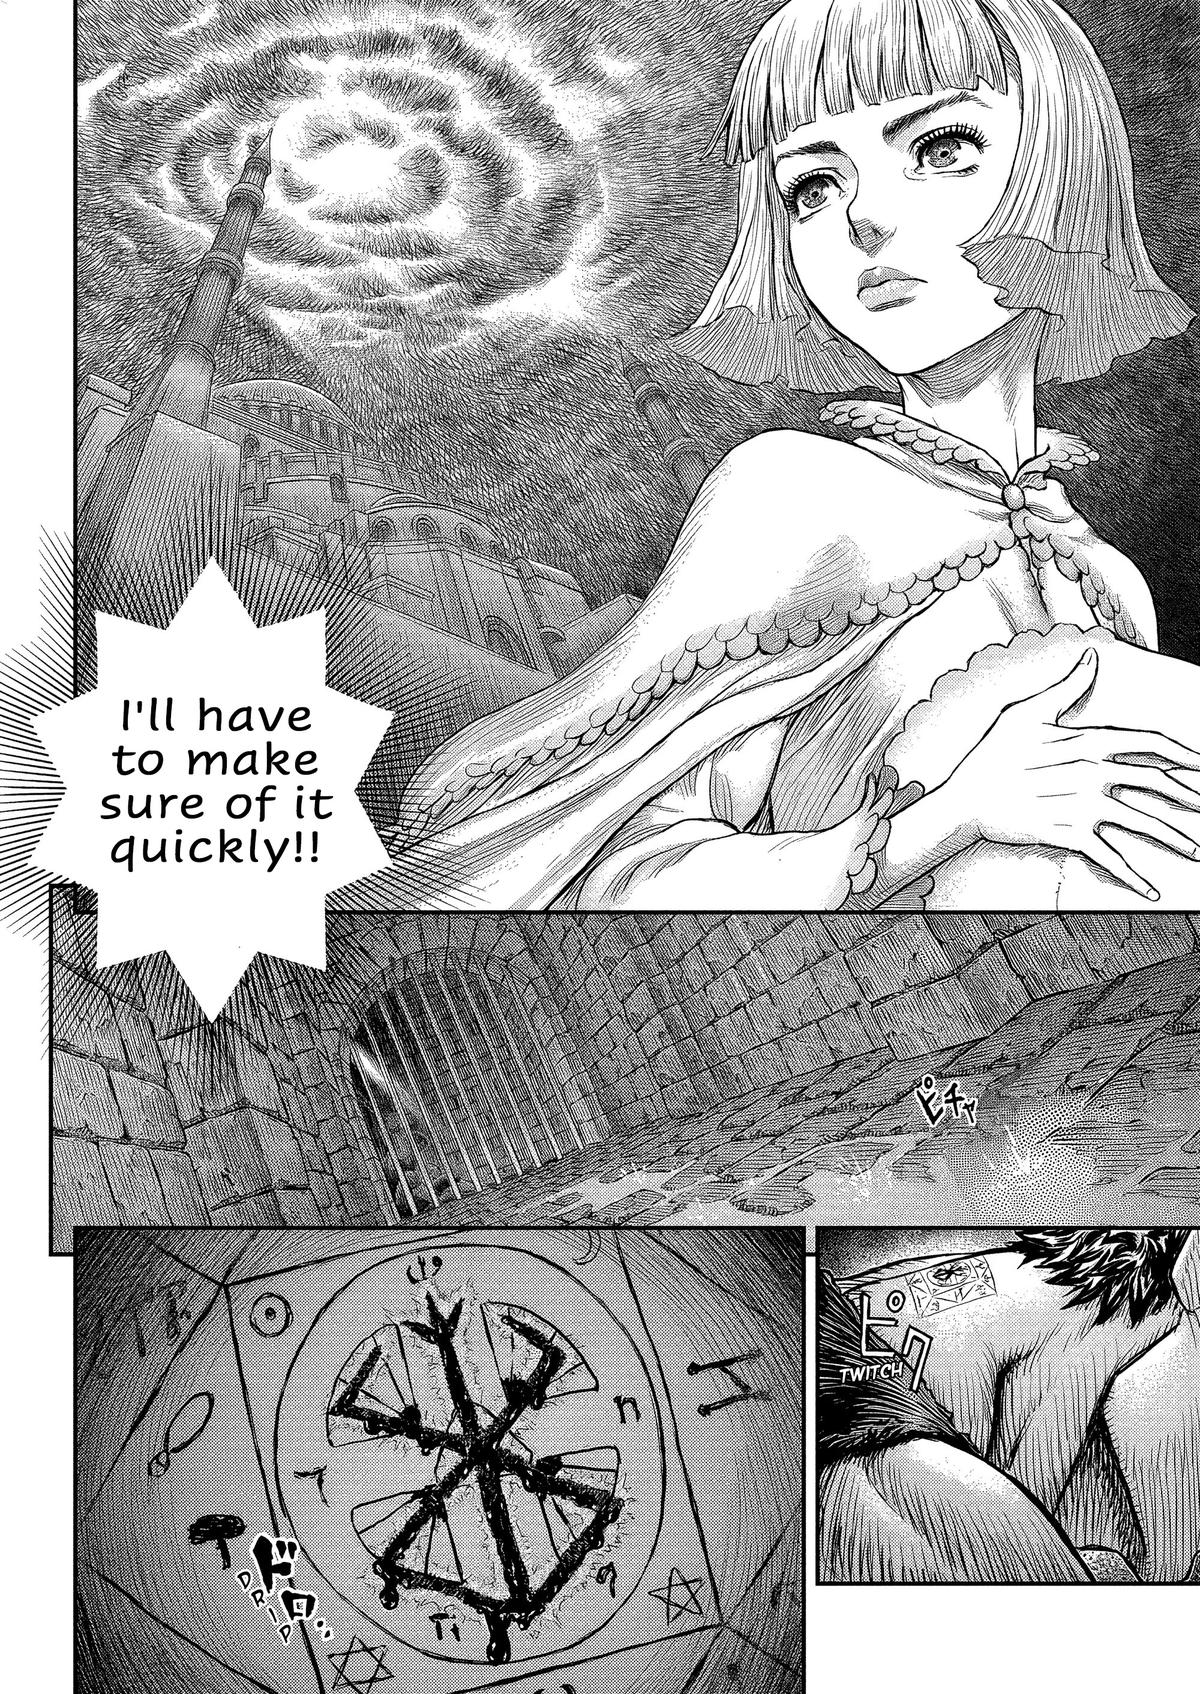 I'll have
to make
sure of it
quickly!!
ピチャ
ピク
TWITCH
ドロ...
DRIP